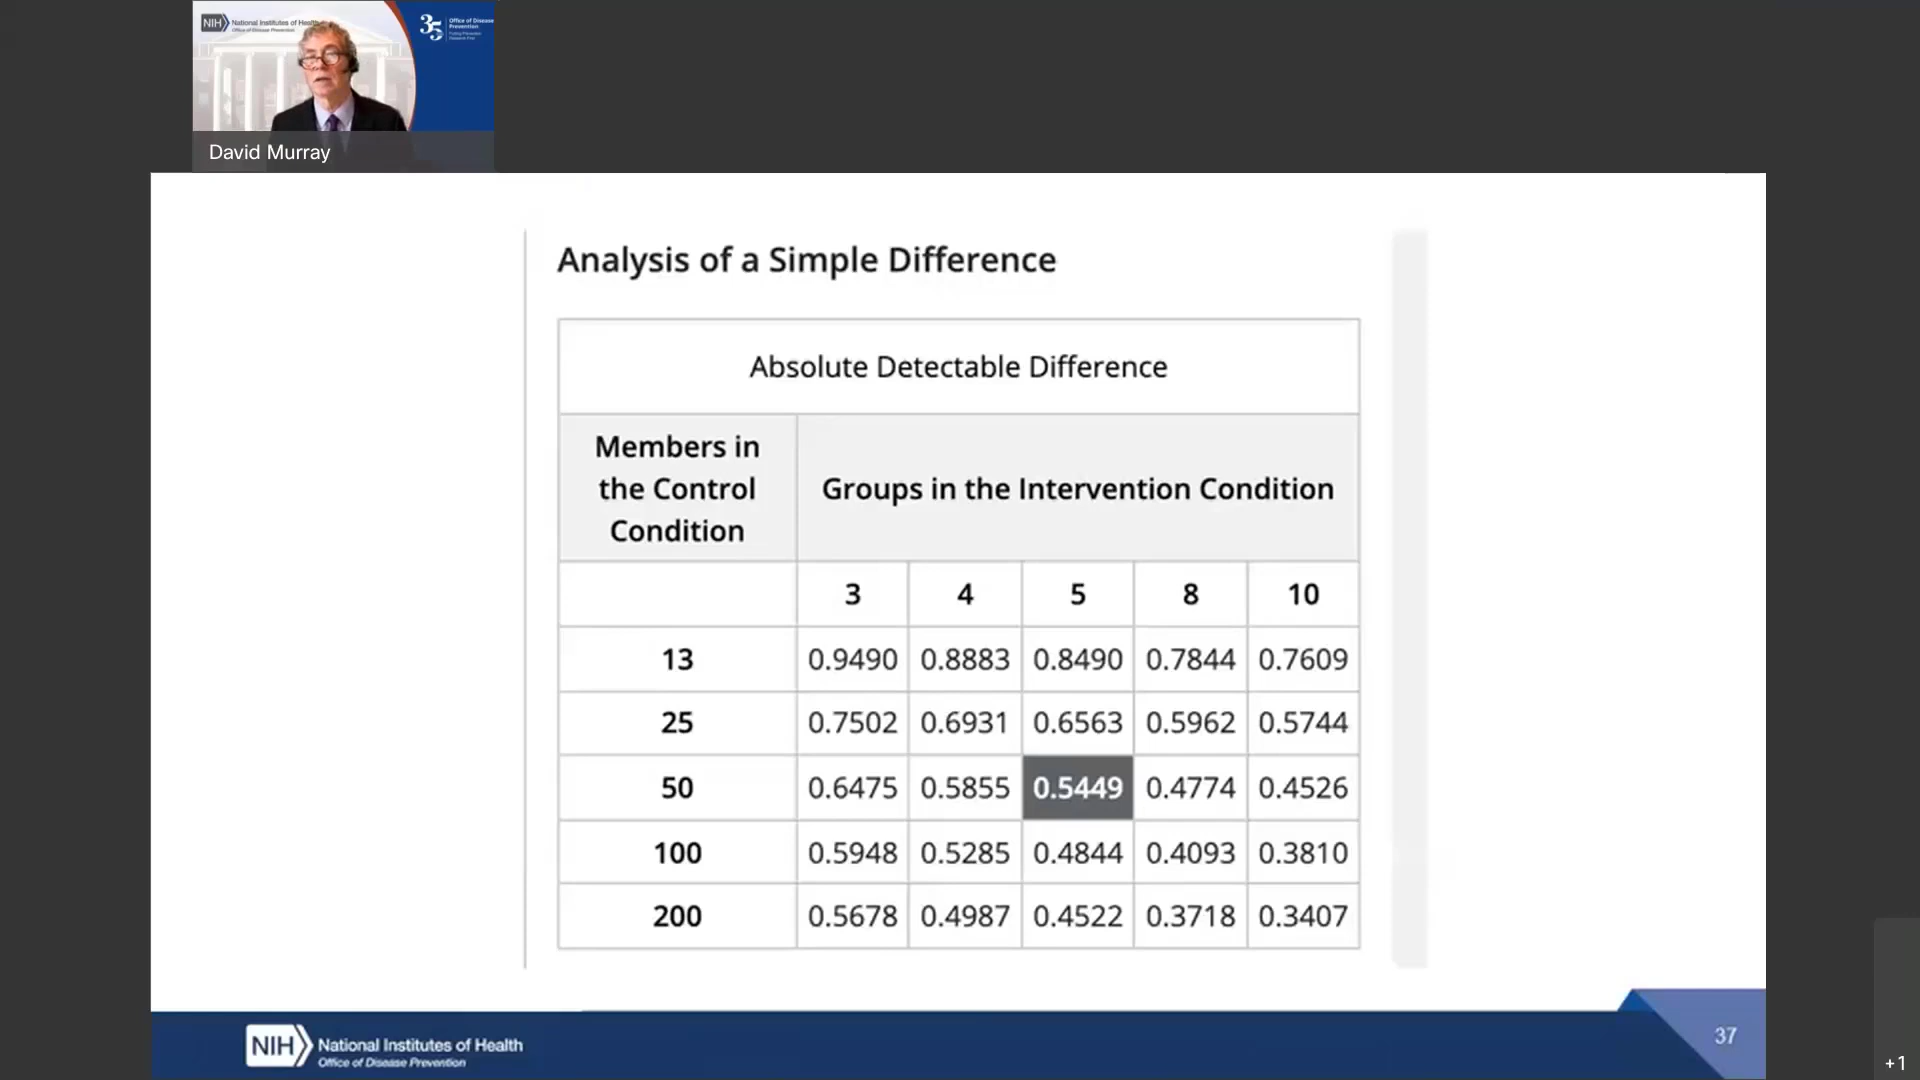 NIH National Institutes of Health
Office of Disease Prevention
35 Office of Disease
Prevention
David Murray
Analysis of a Simple Difference
Absolute Detectable Difference
Members in
the Control
Condition
Groups in the Intervention Condition
3 4 5 8 10
13 0.9490 0.8883 0.8490 0.7844 0.7609
25 0.7502 0.6931 0.6563 0.5962 0.5744
50 0.6475 0.5855 0.5449 0.4774 0.4526
100 0.5948 0.5285 0.4844 0.4093 0.3810
200 0.5678 0.4987 0.4522 0.3718 0.3407
NIH National Institutes of Health
Office of Disease Prevention
37
+1